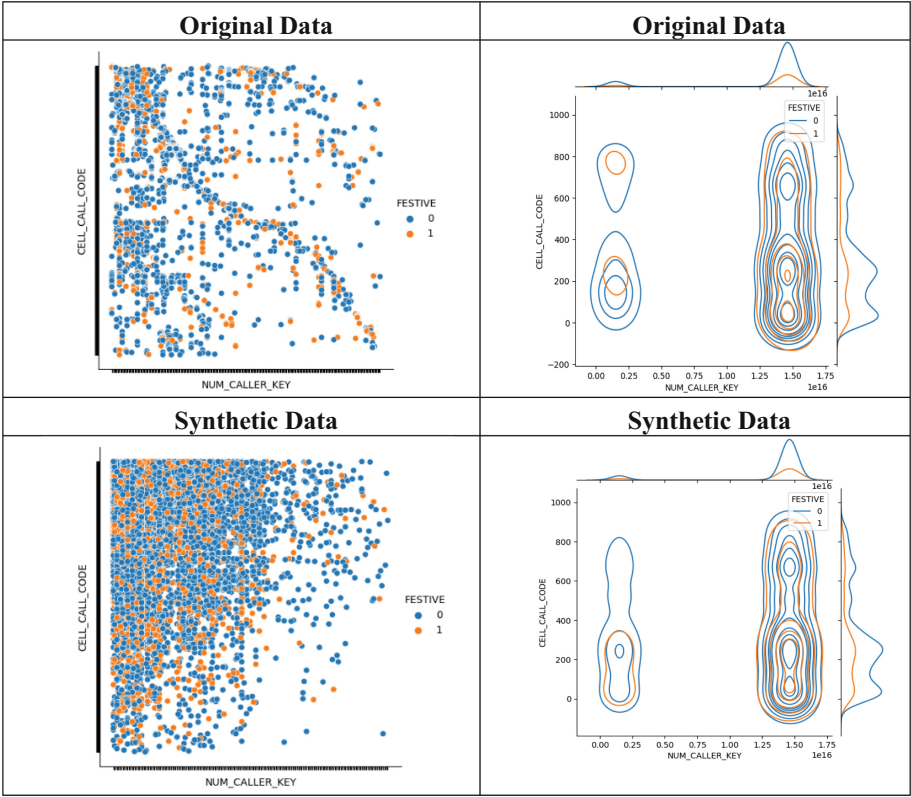 Original Data
Original Data
CELL_CALL_CODE
NUM_CALLER_KEY
FESTIVE
0
1
1e16
FESTIVE
0
1
1000
800
600
400
200
0
−200
CELL_CALL_CODE
0.00 0.25 0.50 0.75 1.00 1.25 1.50 1.75
NUM_CALLER_KEY
1e16
Synthetic Data
Synthetic Data
CELL_CALL_CODE
NUM_CALLER_KEY
FESTIVE
0
1
1e16
FESTIVE
0
1
1000
800
600
400
200
0
CELL_CALL_CODE
0.00 0.25 0.50 0.75 1.00 1.25 1.50 1.75
NUM_CALLER_KEY
1e16